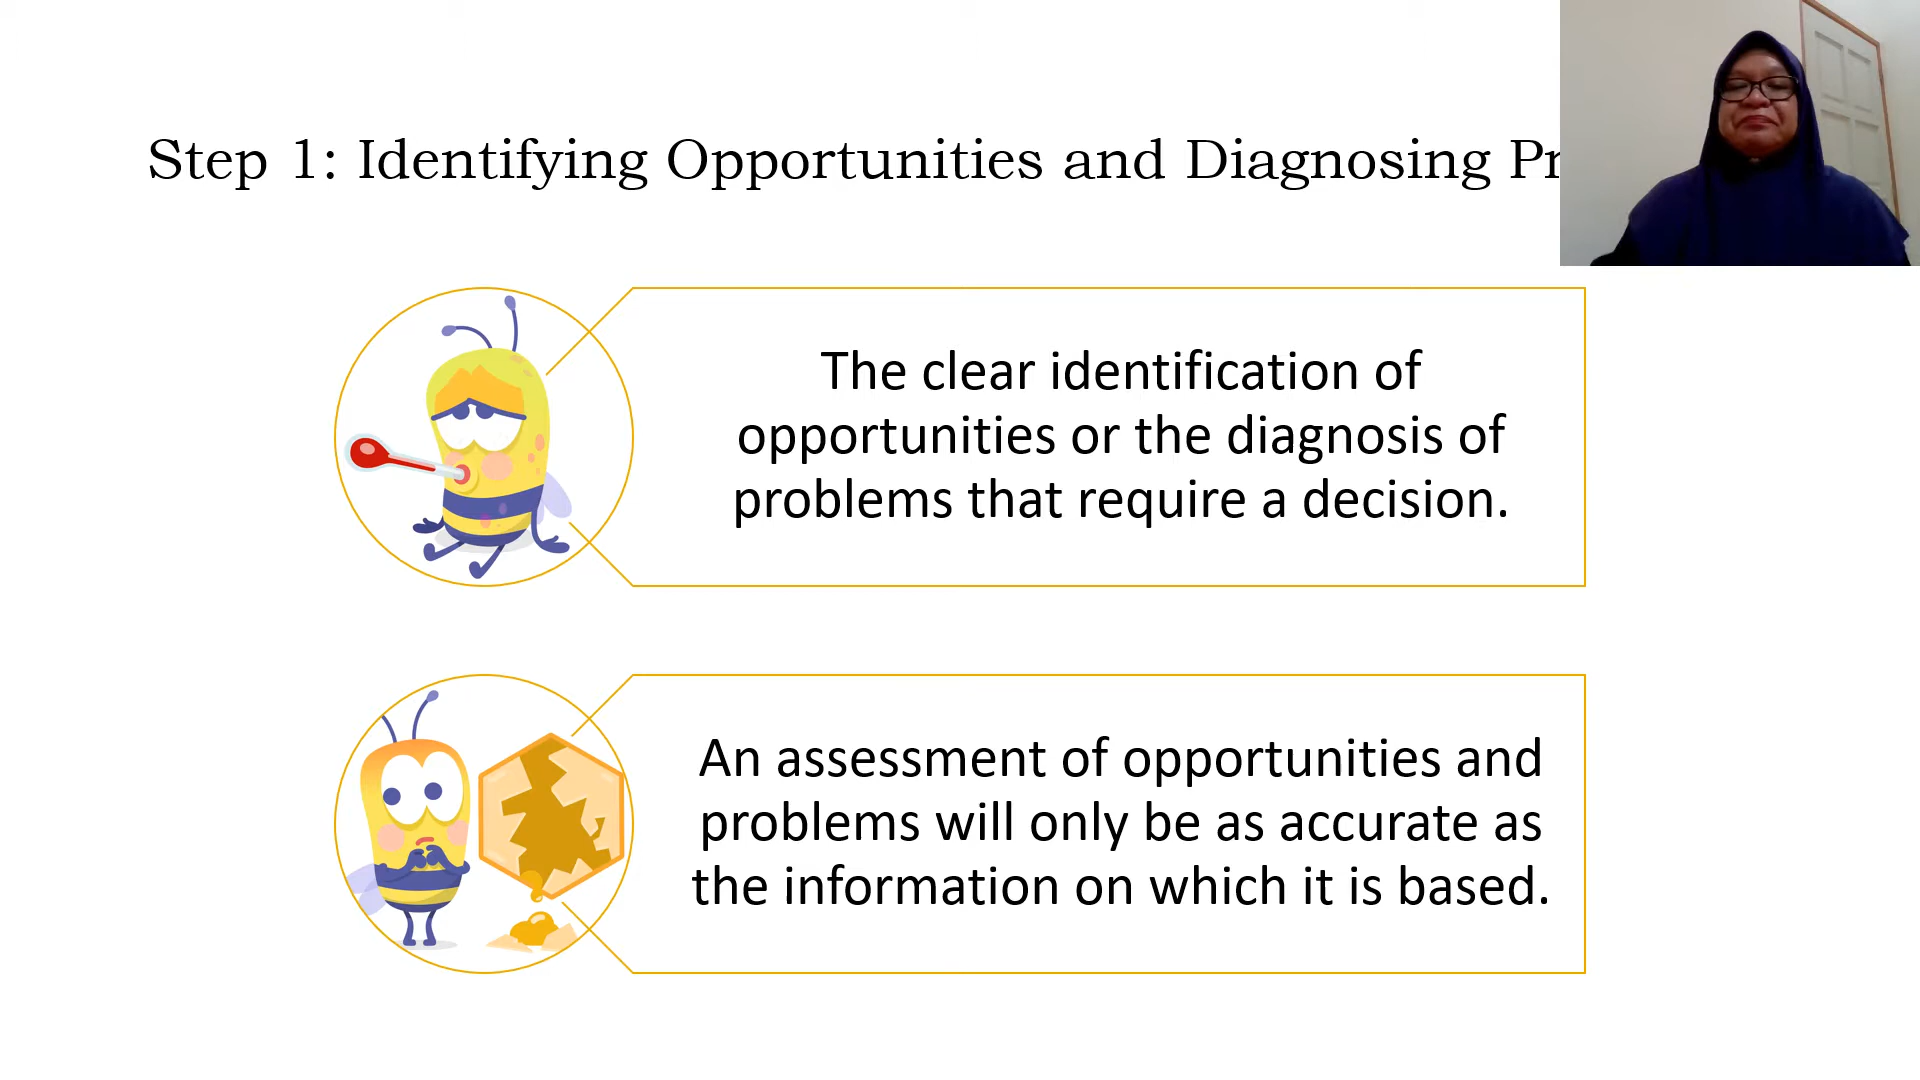 Step 1: Identifying Opportunities and Diagnosing
The clear identification of
opportunities or the diagnosis of
problems that require a decision.
An assessment of opportunities and
problems will only be as accurate as
the information on which it is based.